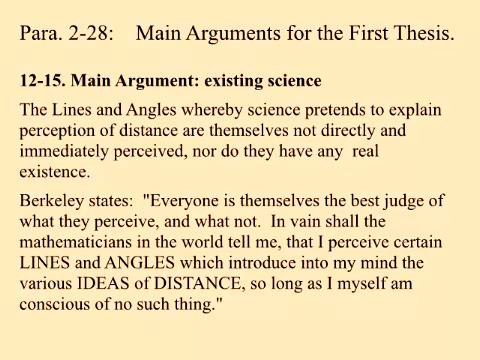 Para. 2-28: Main Arguments for the First Thesis.
12-15. Main Argument: existing science
The Lines and Angles whereby science pretends to explain
perception of distance are themselves not directly and
immediately perceived, nor do they have any real
existence.
Berkeley states: "Everyone is themselves the best judge of
what they perceive, and what not. In vain shall the
mathematicians in the world tell me, that I perceive certain
LINES and ANGLES which introduce into my mind the
various IDEAS of DISTANCE, so long as I myself am
conscious of no such thing."